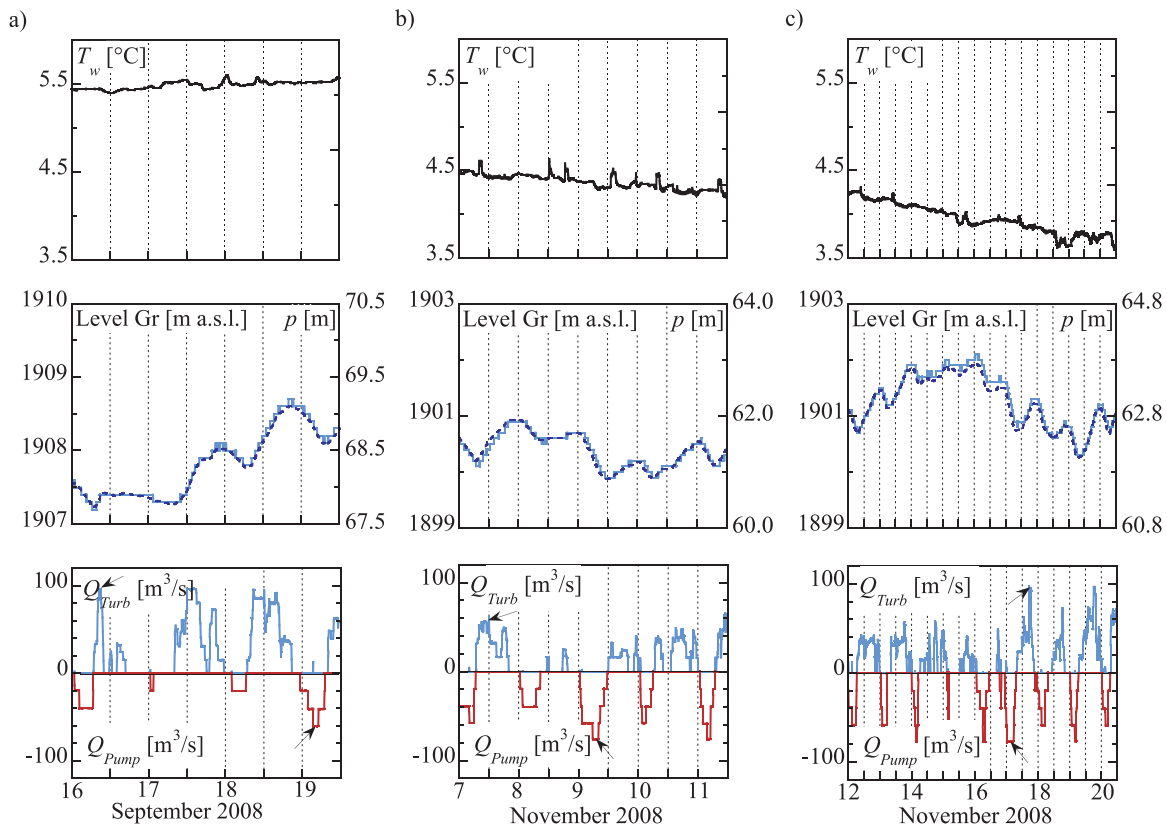 a)
T_w [°C]
5.5
4.5
3.5
1910
1909
1908
1907
Level Gr [m a.s.l.]
p [m]
70.5
69.5
68.5
67.5
100
0
-100
Q_Turb [m³/s]
Q_Pump [m³/s]
16 17 18 19
September 2008
b)
T_w [°C]
5.5
4.5
3.5
1903
1901
1899
Level Gr [m a.s.l.]
p [m]
64.0
62.0
60.0
100
0
-100
Q_Turb [m³/s]
Q_Pump [m³/s]
7 8 9 10 11
November 2008
c)
T_w [°C]
5.5
4.5
3.5
1903
1901
1899
Level Gr [m a.s.l.]
p [m]
64.8
62.8
60.8
100
0
-100
Q_Turb [m³/s]
Q_Pump [m³/s]
12 14 16 18 20
November 2008